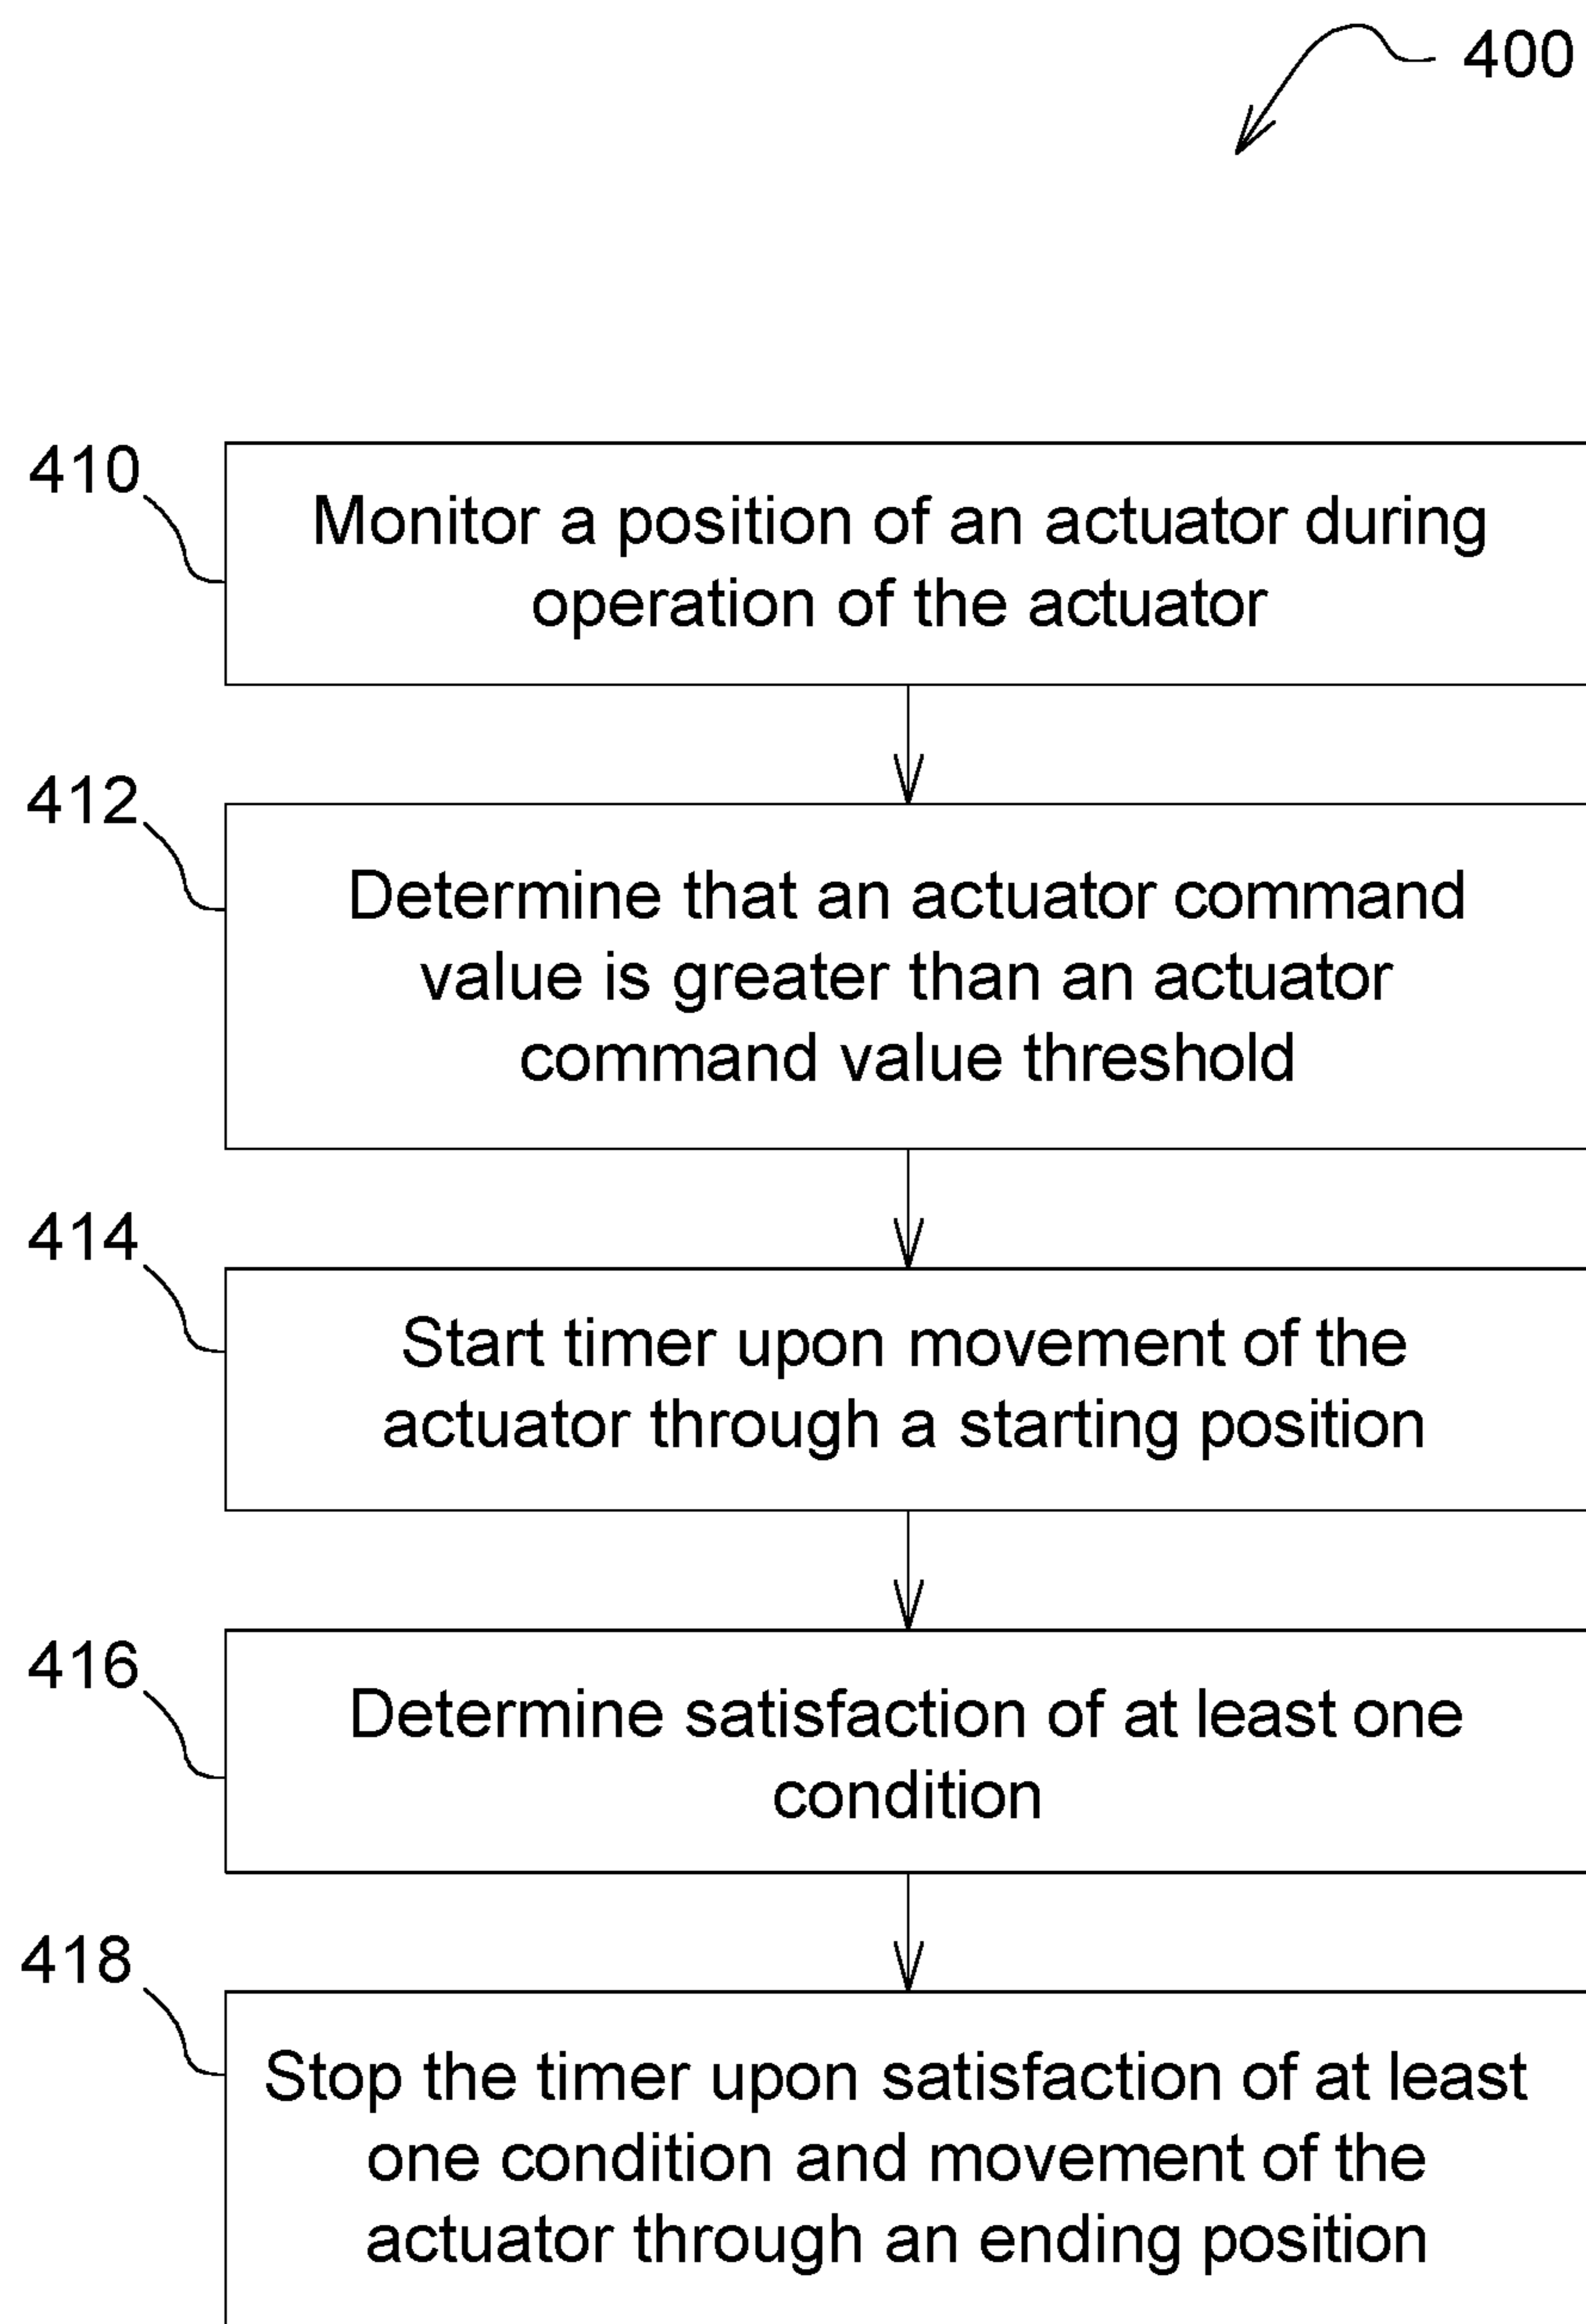 400
410
Monitor a position of an actuator during
operation of the actuator
412
Determine that an actuator command
value is greater than an actuator
command value threshold
414
Start timer upon movement of the
actuator through a starting position
416
Determine satisfaction of at least one
condition
418
Stop the timer upon satisfaction of at least
one condition and movement of the
actuator through an ending position